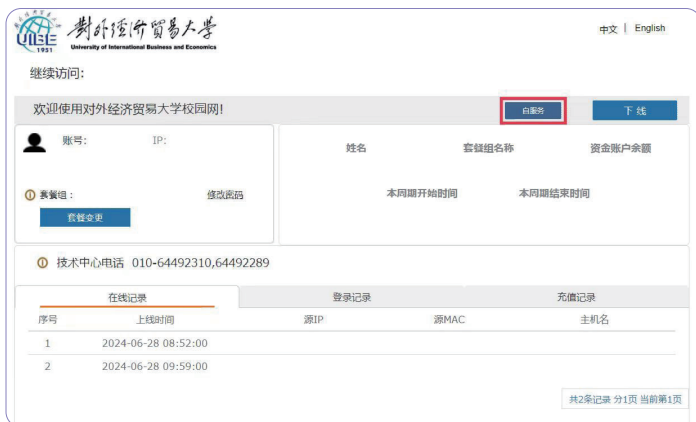 UIBE
1951
對外經濟貿易大學
University of International Business and Economics
中文 | English
继续访问:
欢迎使用对外经济贸易大学校园网!
自服务
下 线
账号:
IP:
姓名
套餐组名称
资金账户余额
套餐组:
修改密码
本周期开始时间
本周期结束时间
套餐变更
技术中心电话 010-64492310,64492289
在线记录
登录记录
充值记录
序号
上线时间
源IP
源MAC
主机名
1
2024-06-28 08:52:00
2
2024-06-28 09:59:00
共2条记录 分1页 当前第1页